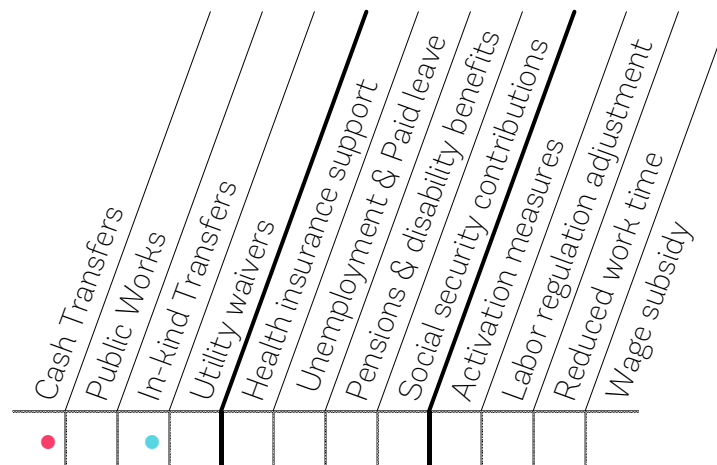 Cash Transfers
Public Works
In-kind Transfers
Utility waivers
Health insurance support
Unemployment & Paid leave
Pensions & disability benefits
Social security contributions
Activation measures
Labor regulation adjustment
Reduced work time
Wage subsidy